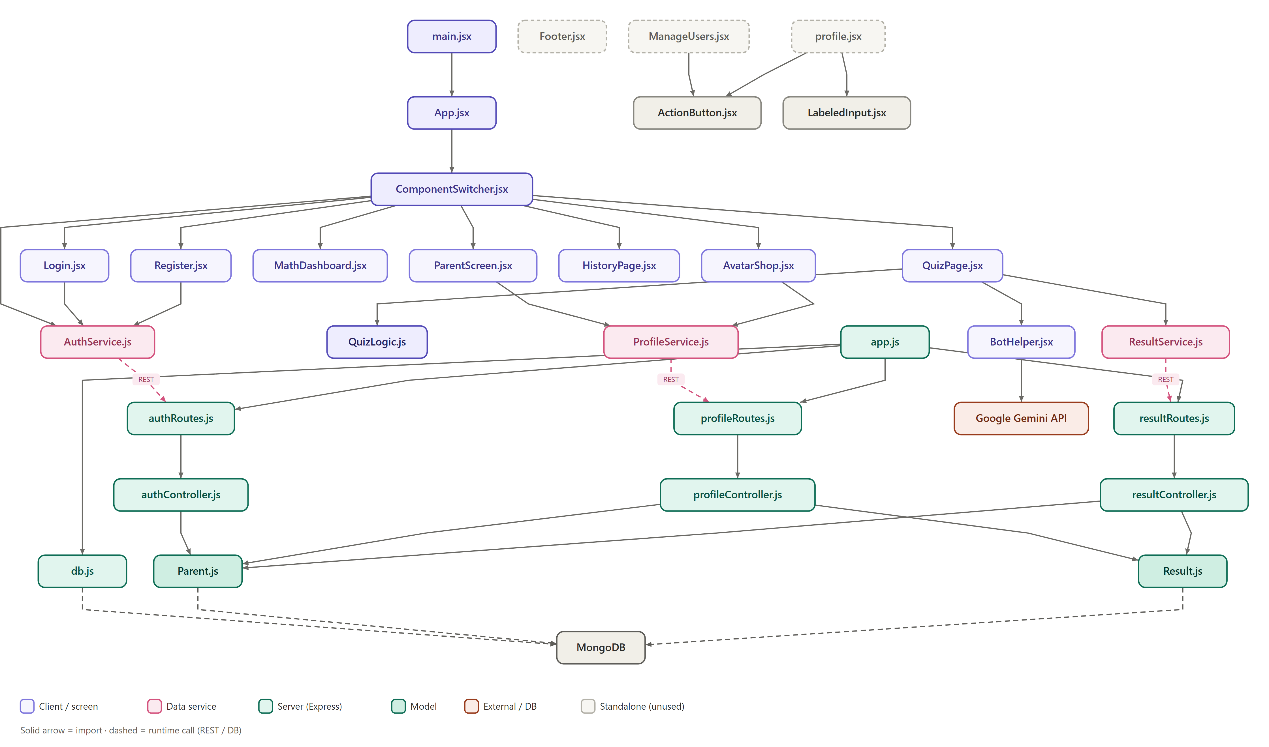 main.jsx
Footer.jsx
ManageUsers.jsx
profile.jsx
App.jsx
ActionButton.jsx
LabeledInput.jsx
ComponentSwitcher.jsx
Login.jsx
Register.jsx
MathDashboard.jsx
ParentScreen.jsx
HistoryPage.jsx
AvatarShop.jsx
QuizPage.jsx
AuthService.js
QuizLogic.js
ProfileService.js
app.js
BotHelper.jsx
ResultService.js
REST
REST
REST
authRoutes.js
profileRoutes.js
Google Gemini API
resultRoutes.js
authController.js
profileController.js
resultController.js
db.js
Parent.js
Result.js
MongoDB
Client / screen
Data service
Server (Express)
Model
External / DB
Standalone (unused)
Solid arrow = import · dashed = runtime call (REST / DB)